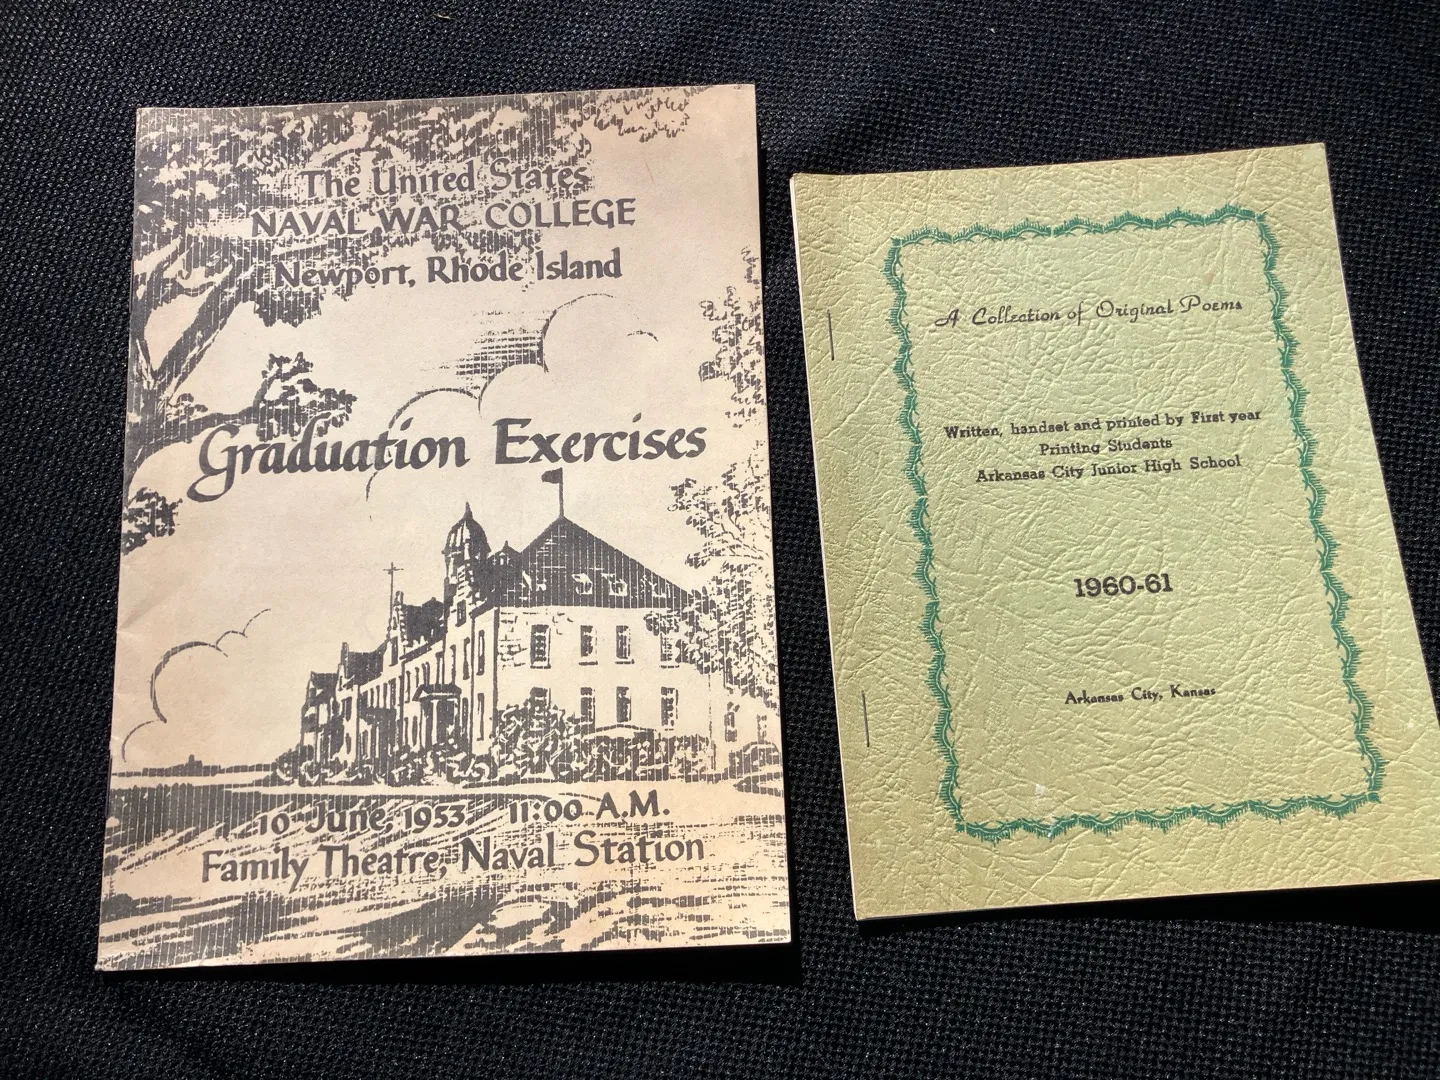 The United States
NAVAL WAR COLLEGE
Newport, Rhode Island
Graduation Exercises
10 June, 1953 11:00 A.M.
Family Theatre, Naval Station
A Collection of Original Poems
Written, handset and printed by First year
Printing Students
Arkansas City Junior High School
1960-61
Arkansas City, Kansas